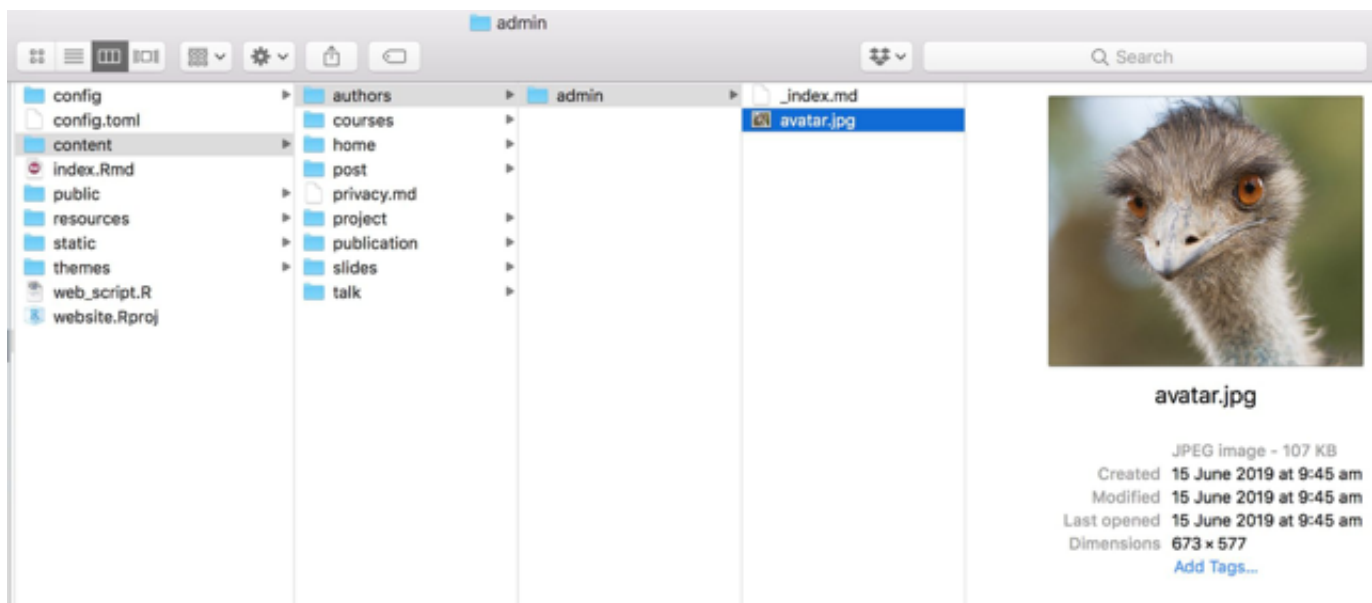 admin
Search
config
config.toml
content
index.Rmd
public
resources
static
themes
web_script.R
website.Rproj
authors
courses
home
post
privacy.md
project
publication
slides
talk
admin
_index.md
avatar.jpg
avatar.jpg
JPEG image - 107 KB
Created 15 June 2019 at 9:45 am
Modified 15 June 2019 at 9:45 am
Last opened 15 June 2019 at 9:45 am
Dimensions 673 × 577
Add Tags...